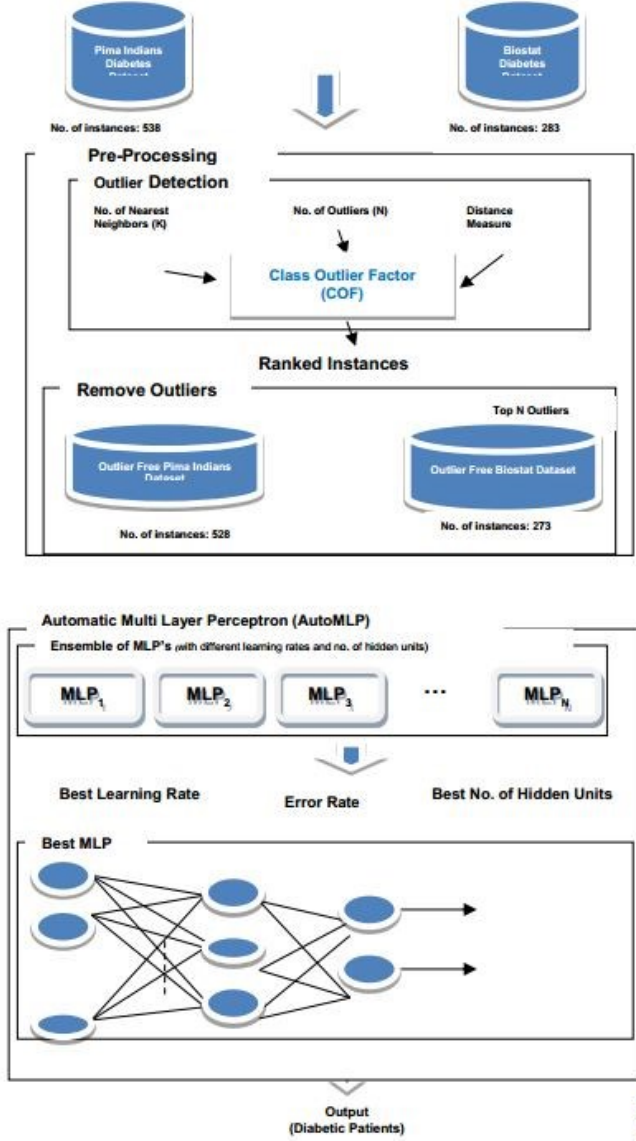 Pima Indians
Diabetes
Dataset
Biostat
Diabetes
Dataset
No. of instances: 538
No. of instances: 283
Pre-Processing
Outlier Detection
No. of Nearest
Neighbors (K)
No. of Outliers (N)
Distance
Measure
Class Outlier Factor
(COF)
Ranked Instances
Remove Outliers
Top N Outliers
Outlier Free Pima Indians
Dataset
Outlier Free Biostat Dataset
No. of instances: 528
No. of instances: 273
Automatic Multi Layer Perceptron (AutoMLP)
Ensemble of MLP's (with different learning rates and no. of hidden units)
MLP1
MLP2
MLP3
...
MLPN
Best Learning Rate
Error Rate
Best No. of Hidden Units
Best MLP
Output
(Diabetic Patients)